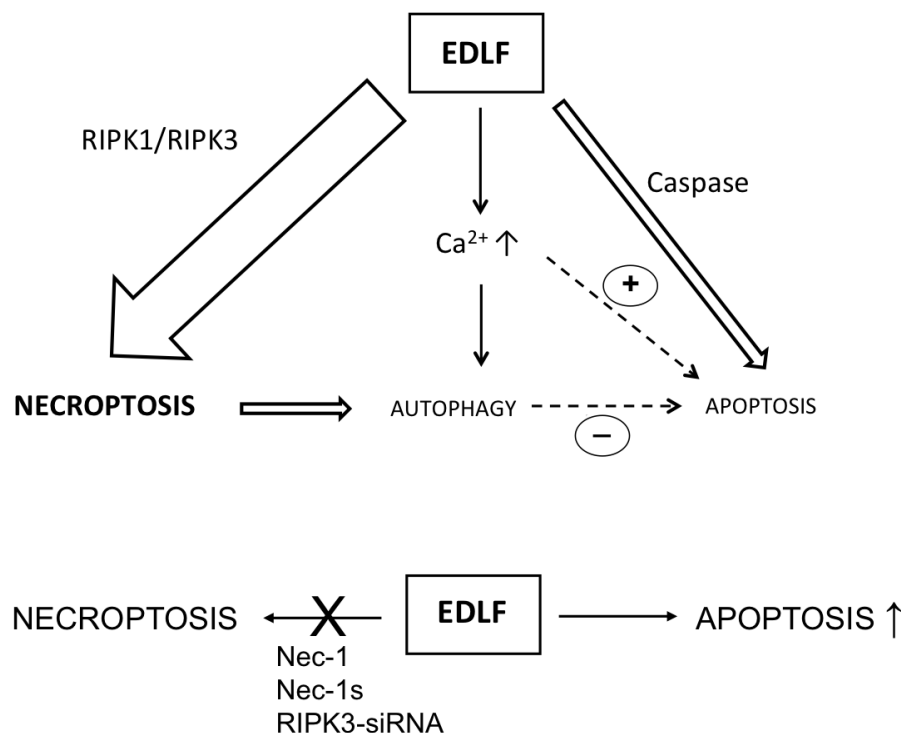 EDLF
RIPK1/RIPK3
Caspase
Ca²⁺ ↑
+
NECROPTOSIS
AUTOPHAGY
APOPTOSIS
−
NECROPTOSIS
X
EDLF
APOPTOSIS ↑
Nec-1
Nec-1s
RIPK3-siRNA